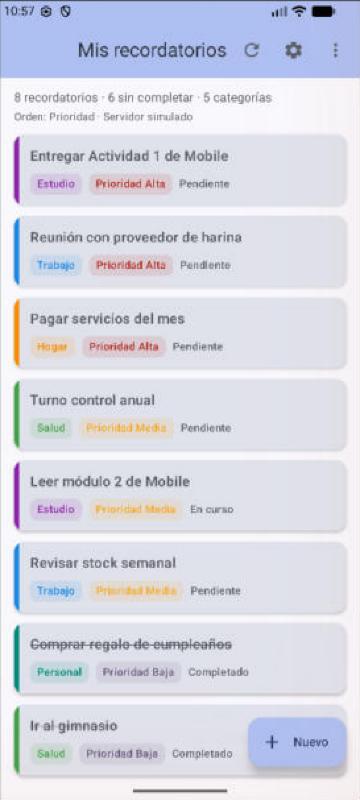 10:57
Mis recordatorios
8 recordatorios · 6 sin completar · 5 categorías
Orden: Prioridad · Servidor simulado
Entregar Actividad 1 de Mobile
Estudio Prioridad Alta Pendiente
Reunión con proveedor de harina
Trabajo Prioridad Alta Pendiente
Pagar servicios del mes
Hogar Prioridad Alta Pendiente
Turno control anual
Salud Prioridad Media Pendiente
Leer módulo 2 de Mobile
Estudio Prioridad Media En curso
Revisar stock semanal
Trabajo Prioridad Media Pendiente
Comprar regalo de cumpleaños
Personal Prioridad Baja Completado
Ir al gimnasio
Salud Prioridad Baja Completado
+ Nuevo